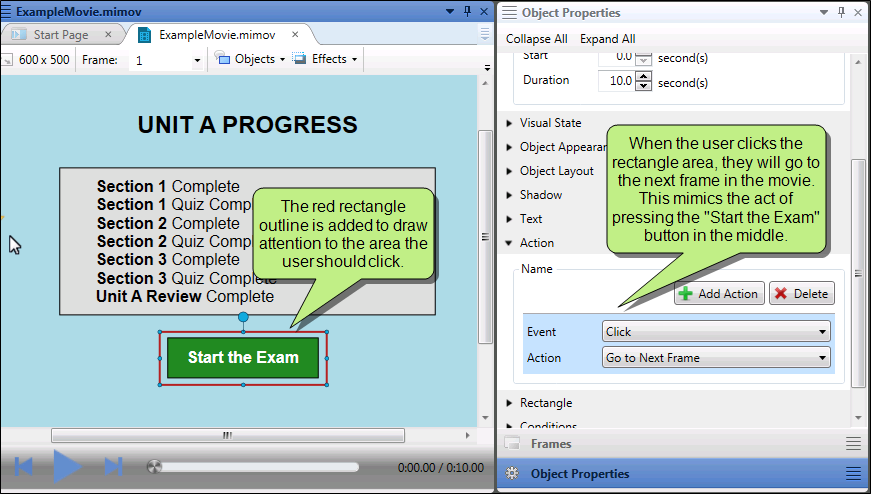 ExampleMovie.mimov
Start Page
ExampleMovie.mimov
600 x 500
Frame:
1
Objects
Effects
UNIT A PROGRESS
Section 1 Complete
Section 1 Quiz Comp
Section 2 Complete
Section 2 Quiz Com
Section 3 Complete
Section 3 Quiz Complete
Unit A Review Complete
The red rectangle
outline is added to draw
attention to the area the
user should click.
Start the Exam
0:00.00 / 0:10.00
Object Properties
Collapse All Expand All
Start
0.0
second(s)
Duration
10.0
second(s)
Visual State
Object Appearan
Object Layout
Shadow
Text
Action
When the user clicks the
rectangle area, they will go to
the next frame in the movie.
This mimics the act of
pressing the "Start the Exam"
button in the middle.
Name
Add Action
Delete
Event
Click
Action
Go to Next Frame
Rectangle
Conditions
Frames
Object Properties